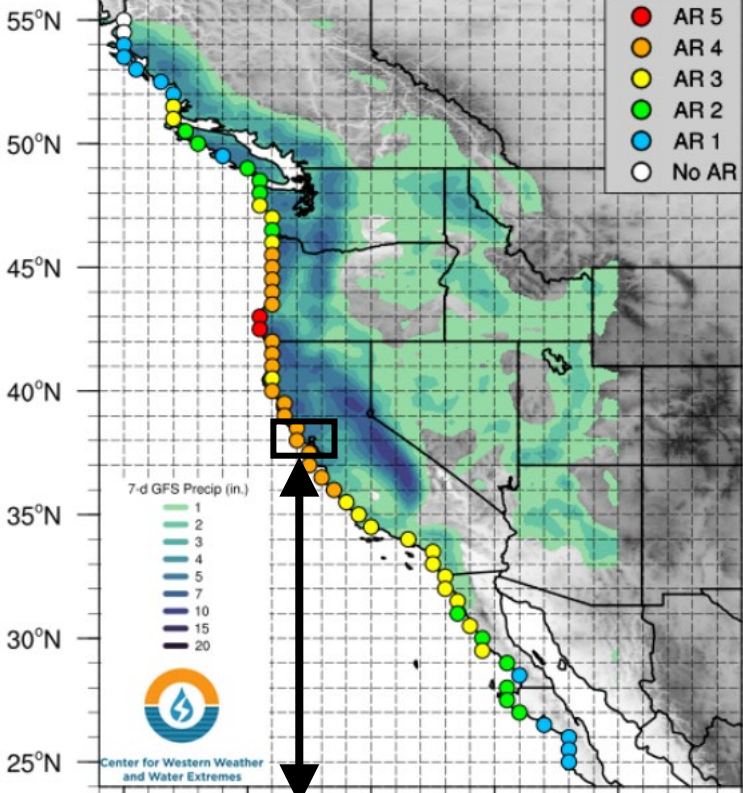 55°N
50°N
45°N
40°N
35°N
30°N
25°N
AR 5
AR 4
AR 3
AR 2
AR 1
No AR
7-d GFS Precip (in.)
1
2
3
4
5
7
10
15
20
Center for Western Weather
and Water Extremes